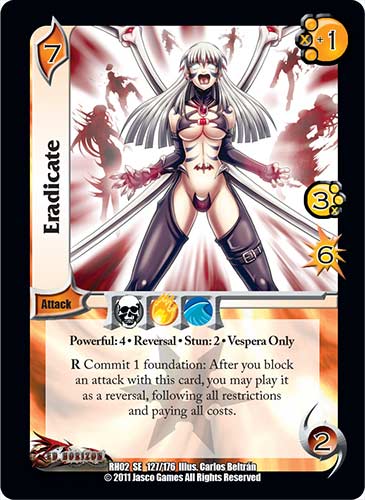 7
+1
Eradicate
3
6
Attack
Powerful: 4 • Reversal • Stun: 2 • Vespera Only
R Commit 1 foundation: After you block
an attack with this card, you may play it
as a reversal, following all restrictions
and paying all costs.
2
RED HORIZON
RH02 SE 127/176 Illus. Carlos Beltrán
© 2011 Jasco Games All Rights Reserved